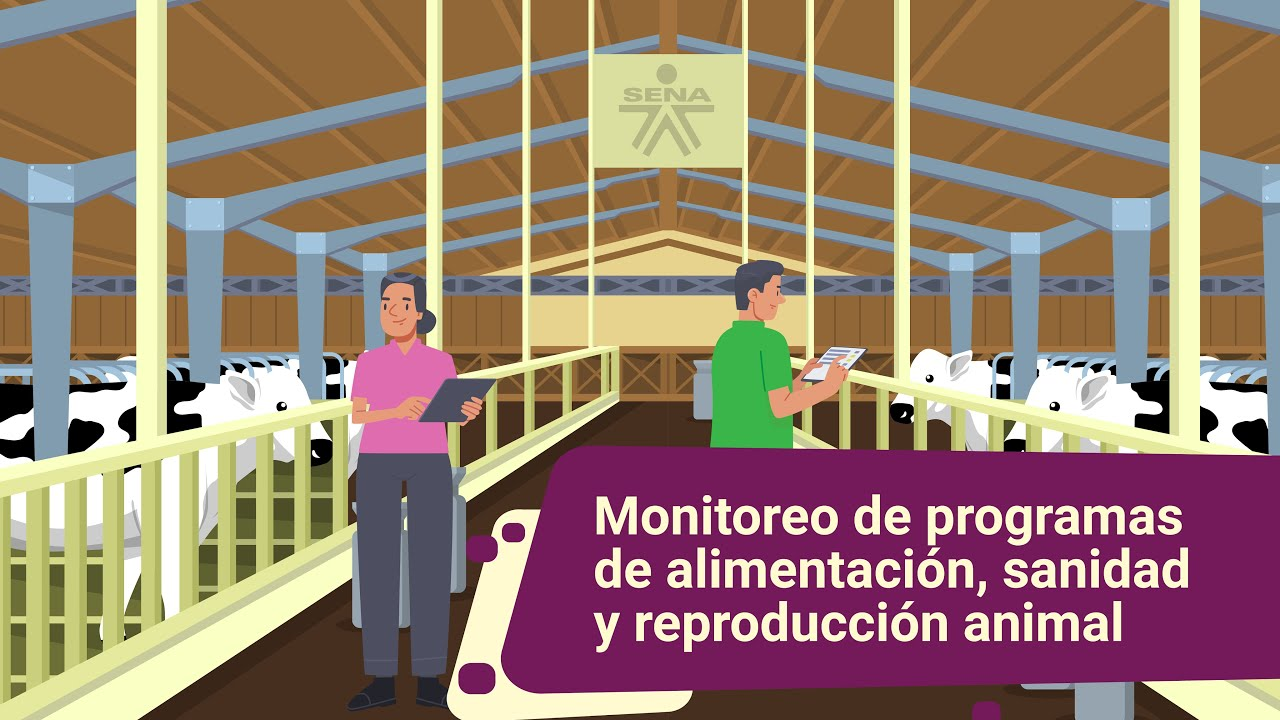 SENA
Monitoreo de programas
de alimentación, sanidad
y reproducción animal